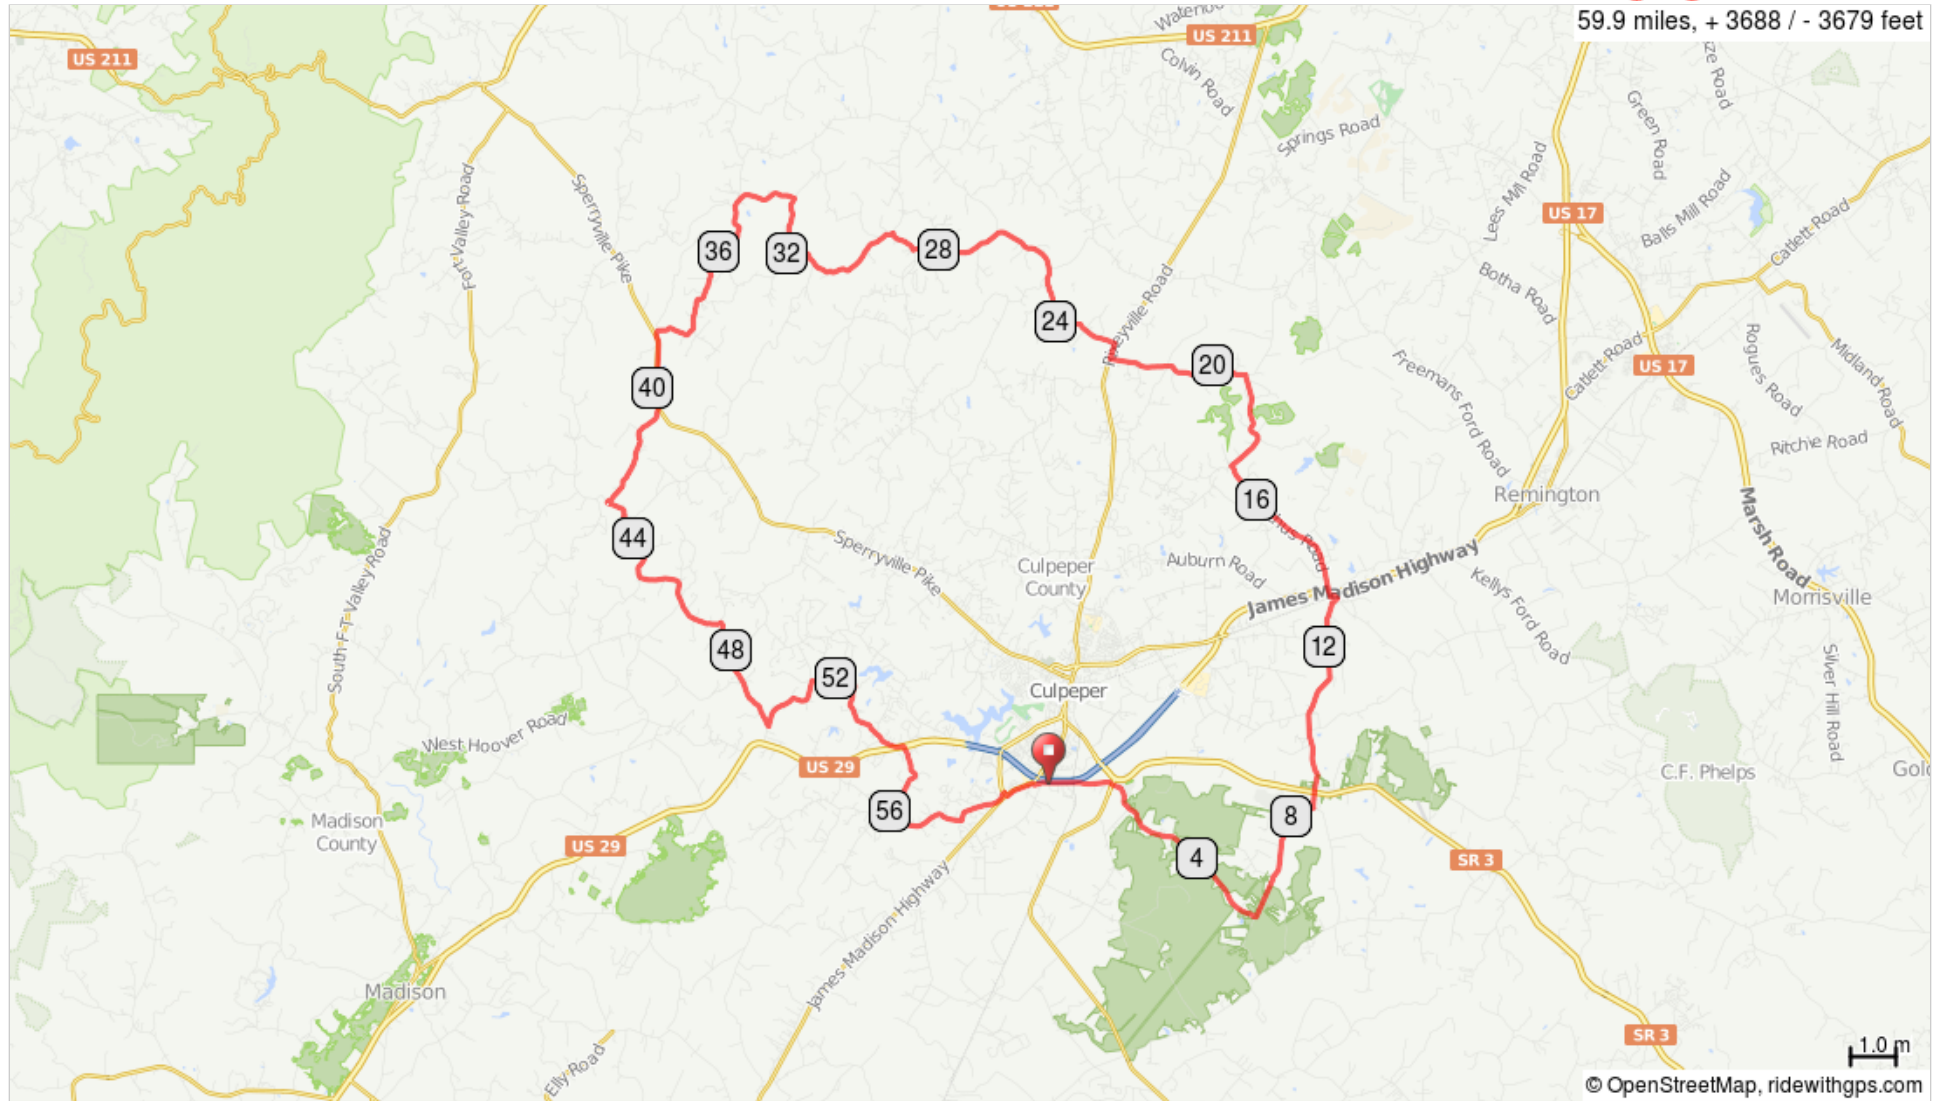 59.9 miles, + 3688 / - 3679 feet
US 211
US 211
Colvin Road
Springs Road
Green Road
Lees Mill Road
Balls Mill Road
US 17
Catlett Road
Fort Valley Road
Sperryville Pike
36
32
28
24
Rixeyville Road
Botha Road
20
40
Freemans Ford Road
Catlett Road
US 17
Rogues Road
Midland Road
Ritchie Road
16
Remington
Marsh Road
44
Sperryville Pike
Culpeper
County
Auburn Road
James Madison Highway
Kellys Ford Road
Morrisville
South F T Valley Road
48
12
52
Culpeper
Silver Hill Road
West Hoover Road
US 29
C.F. Phelps
56
8
Madison
County
US 29
4
SR 3
James Madison Highway
Madison
SR 3
Elly Road
1.0 m
© OpenStreetMap, ridewithgps.com